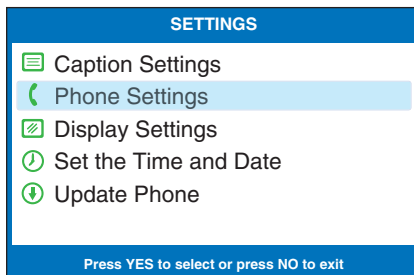 SETTINGS
Caption Settings
Phone Settings
Display Settings
Set the Time and Date
Update Phone
Press YES to select or press NO to exit